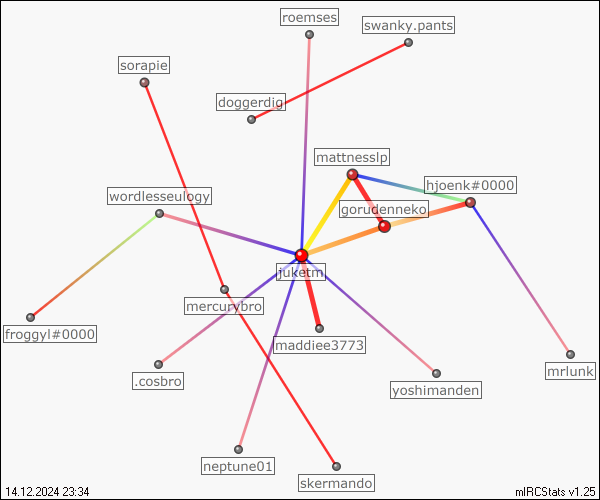 roemses
swanky.pants
sorapie
doggerdig
mattnesslp
hjoenk#0000
wordlesseulogy
gorudenneko
juketm
mercurybro
froggyl#0000
maddiee3773
mrlunk
.cosbro
yoshimanden
neptune01
skermando
14.12.2024 23:34
mIRCStats v1.25